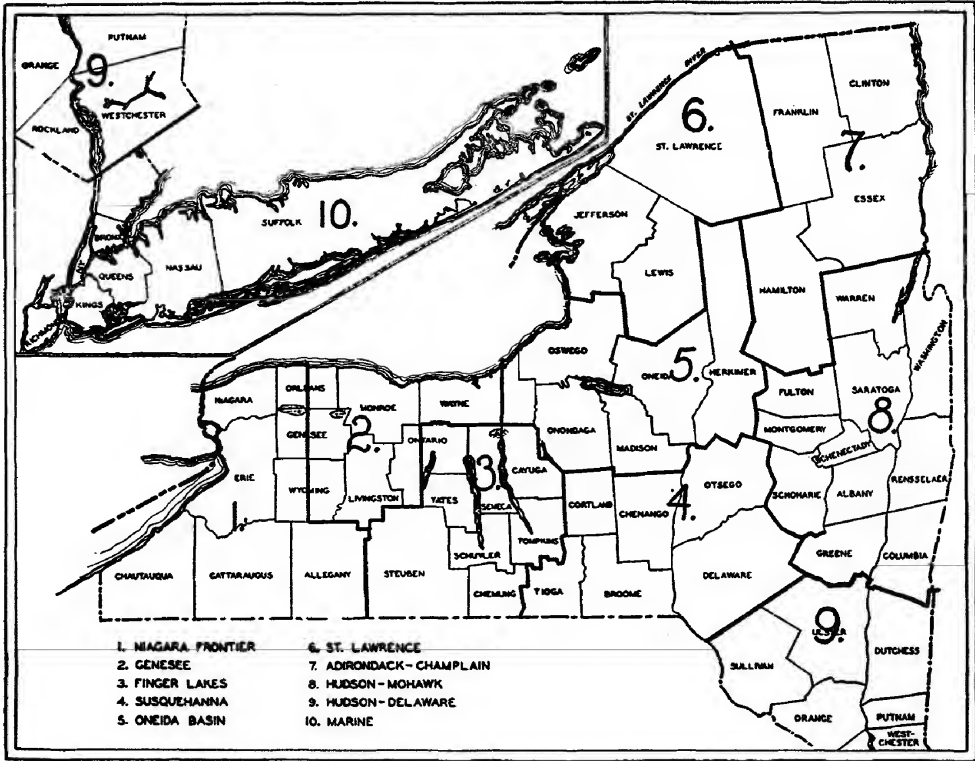 PUTNAM
ORANGE
9.
WESTCHESTER
ROCKLAND
SUFFOLK
10.
BRONX
NASSAU
QUEENS
KINGS
RICHMOND
ST. LAWRENCE RIVER
6.
ST. LAWRENCE
FRANKLIN
CLINTON
7.
ESSEX
JEFFERSON
LEWIS
HAMILTON
WARREN
WASHINGTON
OSWEGO
ONEIDA
5.
HERKIMER
FULTON
SARATOGA
8.
NIAGARA
ORLEANS
MONROE
WAYNE
GENESEE
2.
ONTARIO
ONONDAGA
MADISON
MONTGOMERY
SCHENECTADY
ERIE
1.
WYOMING
LIVINGSTON
YATES
3.
SENECA
CAYUGA
CORTLAND
CHENANGO
4.
OTSEGO
SCHOHARIE
ALBANY
RENSSELAER
CHAUTAUQUA
CATTARAUGUS
ALLEGANY
STEUBEN
SCHUYLER
TOMPKINS
CHEMUNG
TIOGA
BROOME
DELAWARE
GREENE
COLUMBIA
9.
ULSTER
SULLIVAN
DUTCHESS
ORANGE
PUTNAM
WEST-
CHESTER
1. NIAGARA FRONTIER
2. GENESEE
3. FINGER LAKES
4. SUSQUEHANNA
5. ONEIDA BASIN
6. ST. LAWRENCE
7. ADIRONDACK-CHAMPLAIN
8. HUDSON-MOHAWK
9. HUDSON-DELAWARE
10. MARINE